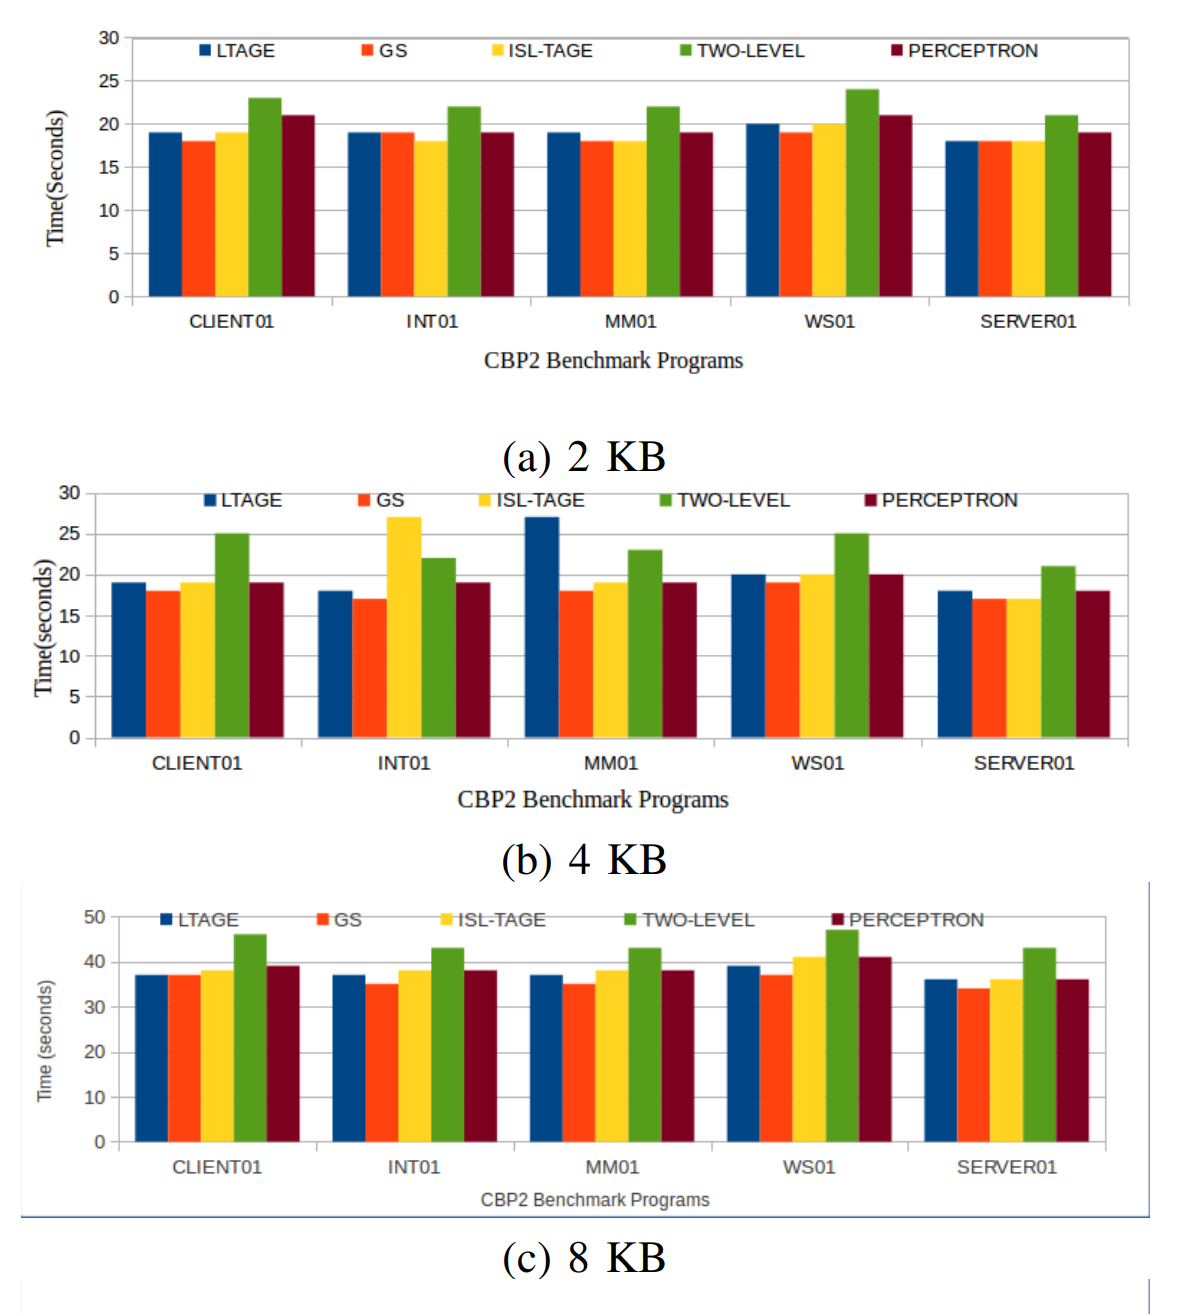 30
LTAGE GS ISL-TAGE TWO-LEVEL PERCEPTRON
25
20
15
10
5
0
Time(Seconds)
CLIENT01 INT01 MM01 WS01 SERVER01
CBP2 Benchmark Programs
(a) 2 KB
30
LTAGE GS ISL-TAGE TWO-LEVEL PERCEPTRON
25
20
15
10
5
0
Time(seconds)
CLIENT01 INT01 MM01 WS01 SERVER01
CBP2 Benchmark Programs
(b) 4 KB
50
LTAGE GS ISL-TAGE TWO-LEVEL PERCEPTRON
40
30
20
10
0
Time (seconds)
CLIENT01 INT01 MM01 WS01 SERVER01
CBP2 Benchmark Programs
(c) 8 KB